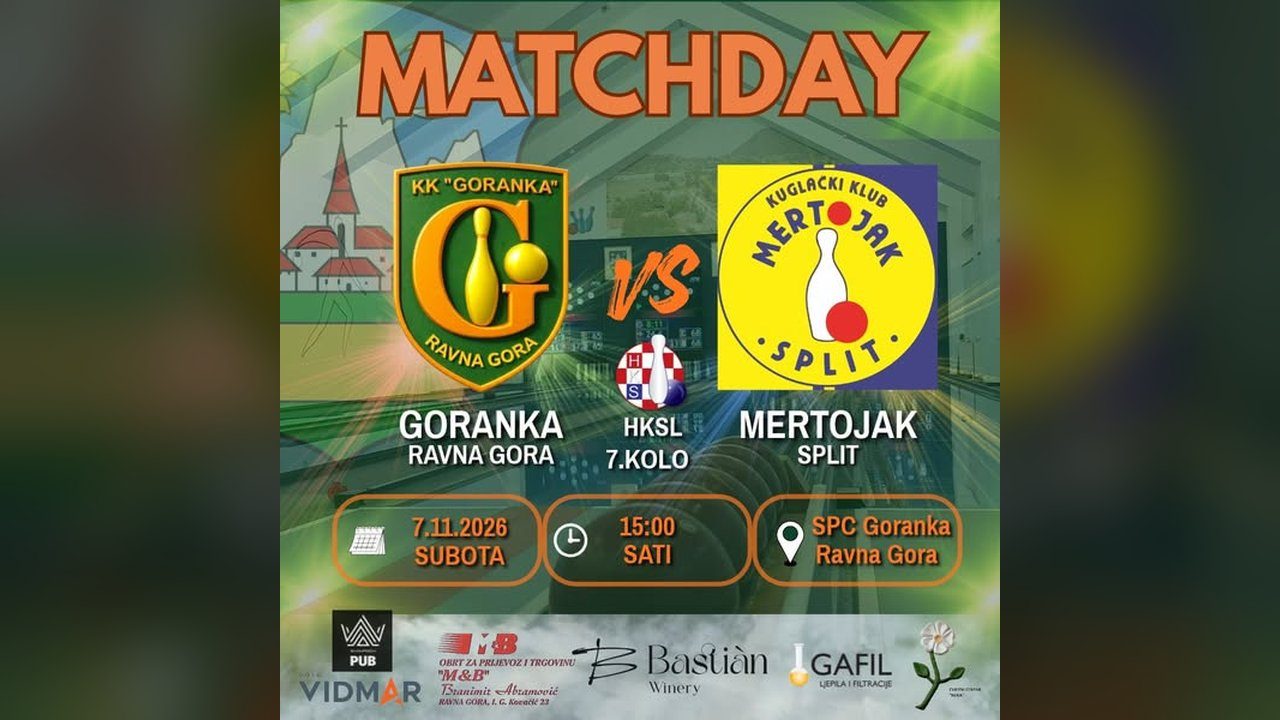 MATCHDAY
KK "GORANKA"
G
RAVNA GORA
VS
KUGLAČKI KLUB
MERTOJAK
· SPLIT ·
H
K
S
GORANKA
RAVNA GORA
HKSL
7.KOLO
MERTOJAK
SPLIT
7.11.2026
SUBOTA
15:00
SATI
SPC Goranka
Ravna Gora
PUB
VIDMAR
M&B
OBRT ZA PRIJEVOZ I TRGOVINU
"M&B"
Branimir Abramović
RAVNA GORA, I. G. Kovačić 23
B Bastiàn
Winery
GAFIL
LJEPILA I FILTRACIJE